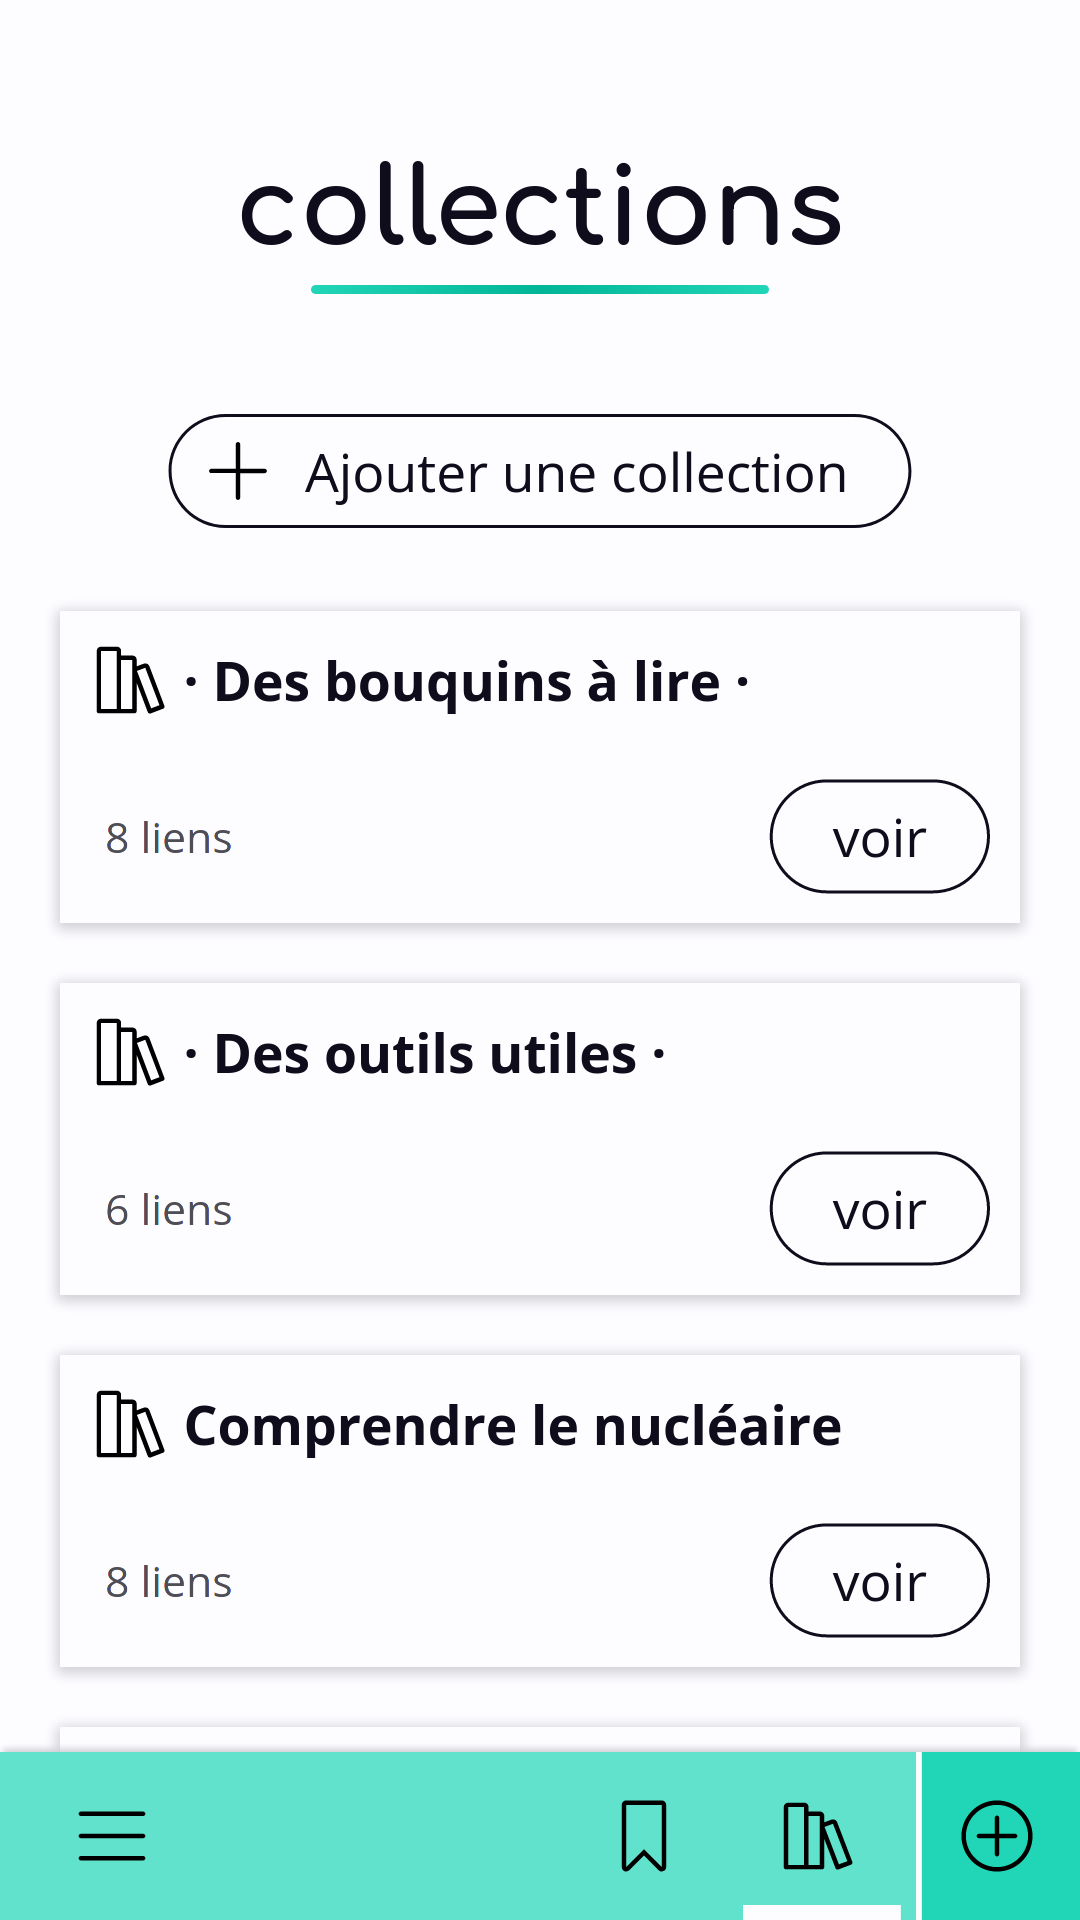 collections
Ajouter une collection
· Des bouquins à lire ·
8 liens
voir
· Des outils utiles ·
6 liens
voir
Comprendre le nucléaire
8 liens
voir